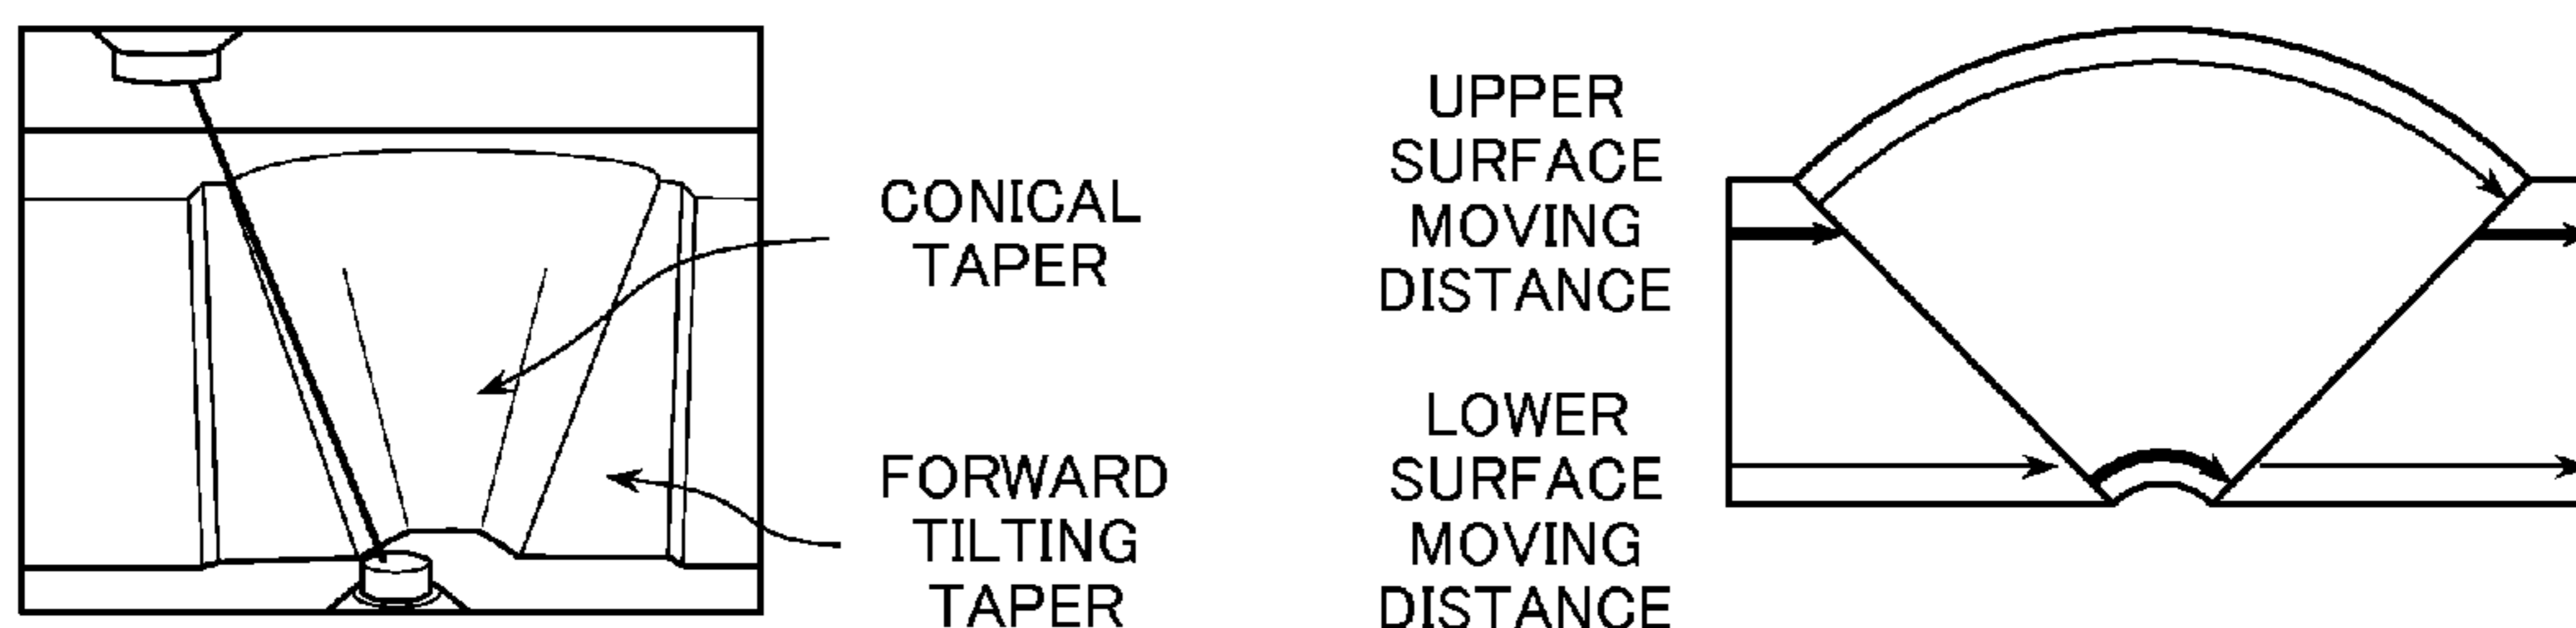 CONICAL
TAPER
FORWARD
TILTING
TAPER
UPPER
SURFACE
MOVING
DISTANCE
LOWER
SURFACE
MOVING
DISTANCE